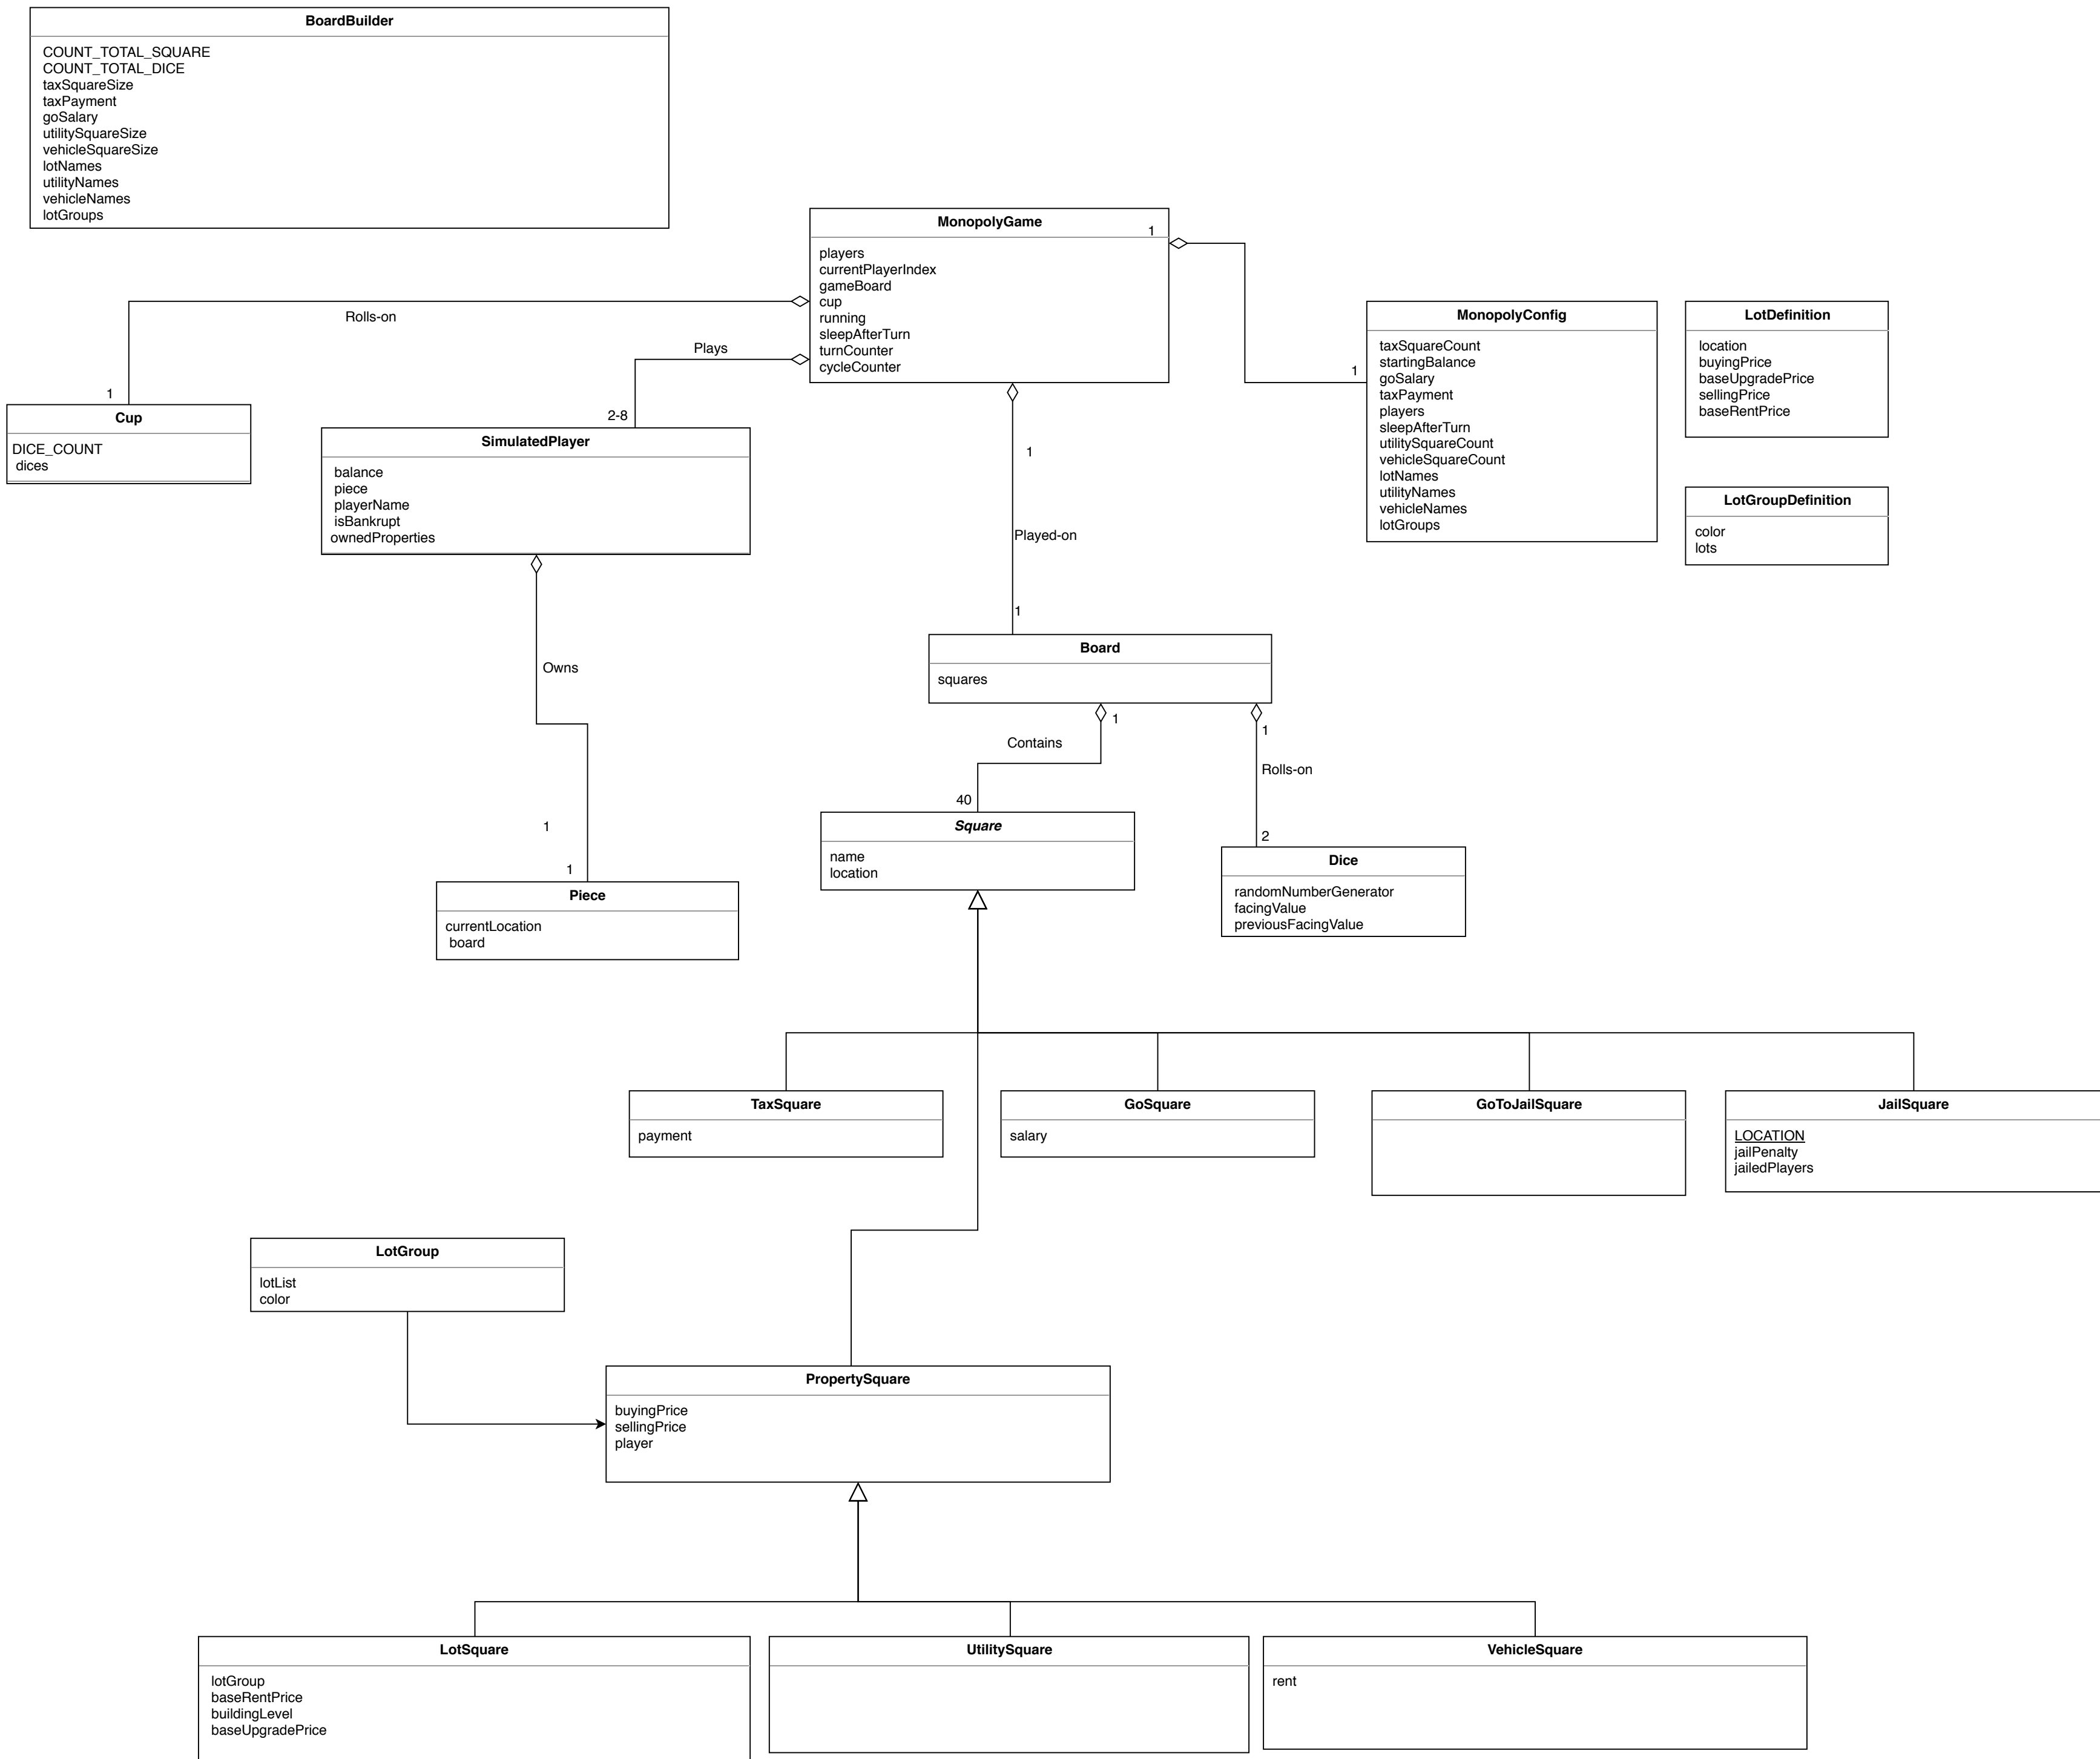 BoardBuilder
COUNT_TOTAL_SQUARE
COUNT_TOTAL_DICE
taxSquareSize
taxPayment
goSalary
utilitySquareSize
vehicleSquareSize
lotNames
utilityNames
vehicleNames
lotGroups
MonopolyGame
1
players
currentPlayerIndex
gameBoard
cup
running
sleepAfterTurn
turnCounter
cycleCounter
Rolls-on
1
Plays
2-8
1
MonopolyConfig
taxSquareCount
startingBalance
goSalary
taxPayment
players
sleepAfterTurn
utilitySquareCount
vehicleSquareCount
lotNames
utilityNames
vehicleNames
lotGroups
LotDefinition
location
buyingPrice
baseUpgradePrice
sellingPrice
baseRentPrice
LotGroupDefinition
color
lots
Cup
DICE_COUNT
dices
SimulatedPlayer
balance
piece
playerName
isBankrupt
ownedProperties
1
Played-on
1
Owns
1
1
Board
squares
1
Contains
40
1
Rolls-on
2
Square
name
location
Dice
randomNumberGenerator
facingValue
previousFacingValue
Piece
currentLocation
board
TaxSquare
payment
GoSquare
salary
GoToJailSquare
JailSquare
LOCATION
jailPenalty
jailedPlayers
LotGroup
lotList
color
PropertySquare
buyingPrice
sellingPrice
player
LotSquare
lotGroup
baseRentPrice
buildingLevel
baseUpgradePrice
UtilitySquare
VehicleSquare
rent